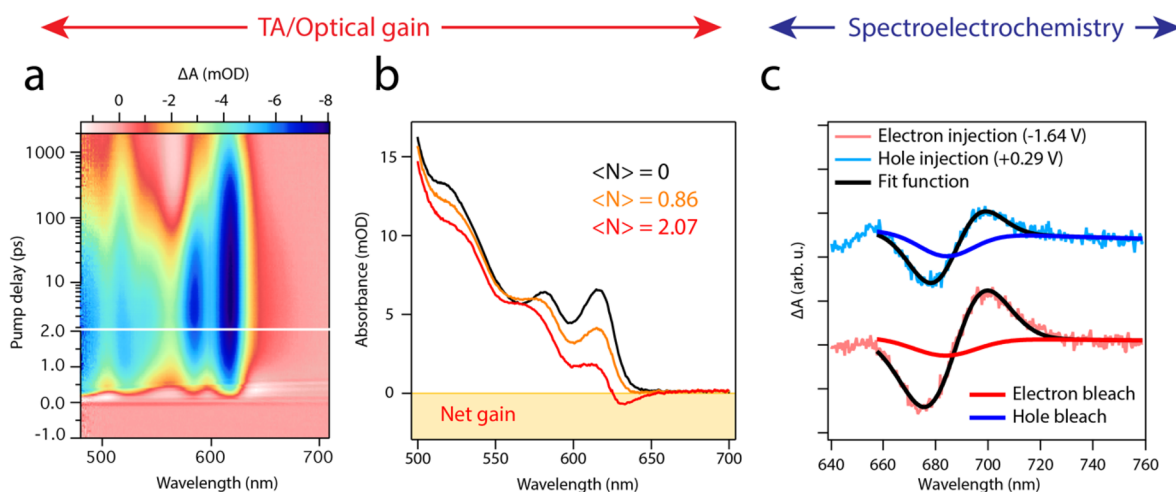 TA/Optical gain
Spectroelectrochemistry
a
ΔA (mOD)
0 -2 -4 -6 -8
Pump delay (ps)
1000
100
10
2.0
1.0
0.0
-1.0
500 600 700
Wavelength (nm)
b
Absorbance (mOD)
15
10
5
0
<N> = 0
<N> = 0.86
<N> = 2.07
Net gain
500 550 600 650 700
Wavelength (nm)
c
ΔA (arb. u.)
Electron injection (-1.64 V)
Hole injection (+0.29 V)
Fit function
Electron bleach
Hole bleach
640 660 680 700 720 740 760
Wavelength (nm)